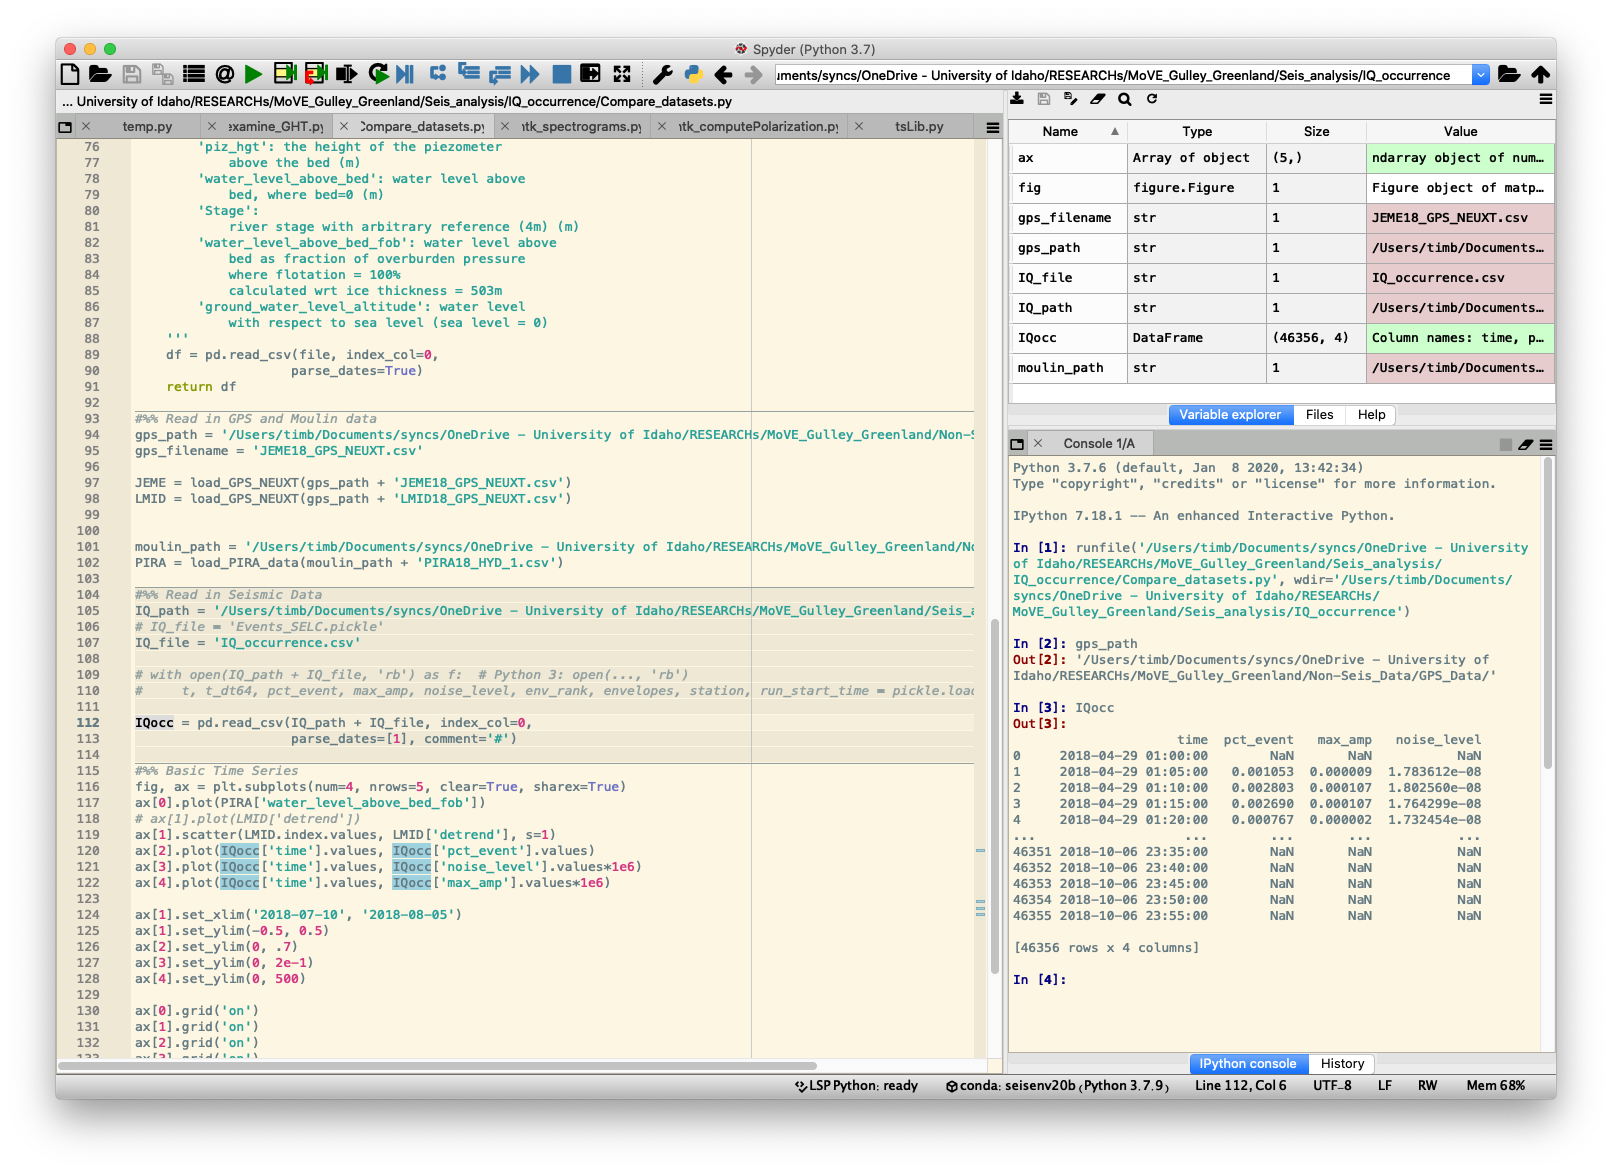 Spyder (Python 3.7)
uments/syncs/OneDrive - University of Idaho/RESEARCHs/MoVE_Gulley_Greenland/Seis_analysis/IQ_occurrence
... University of Idaho/RESEARCHs/MoVE_Gulley_Greenland/Seis_analysis/IQ_occurrence/Compare_datasets.py
temp.py
examine_GHT.py
Compare_datasets.py
ntk_spectrograms.py
ntk_computePolarization.py
tsLib.py
76 'piz_hgt': the height of the piezometer
77 above the bed (m)
78 'water_level_above_bed': water level above
79 bed, where bed=0 (m)
80 'Stage':
81 river stage with arbitrary reference (4m) (m)
82 'water_level_above_bed_fob': water level above
83 bed as fraction of overburden pressure
84 where flotation = 100%
85 calculated wrt ice thickness = 503m
86 'ground_water_level_altitude': water level
87 with respect to sea level (sea level = 0)
88 '''
89 df = pd.read_csv(file, index_col=0,
90 parse_dates=True)
91 return df
92
93 #%% Read in GPS and Moulin data
94 gps_path = '/Users/timb/Documents/syncs/OneDrive - University of Idaho/RESEARCHs/MoVE_Gulley_Greenland/Non-S
95 gps_filename = 'JEME18_GPS_NEUXT.csv'
96
97 JEME = load_GPS_NEUXT(gps_path + 'JEME18_GPS_NEUXT.csv')
98 LMID = load_GPS_NEUXT(gps_path + 'LMID18_GPS_NEUXT.csv')
99
100
101 moulin_path = '/Users/timb/Documents/syncs/OneDrive - University of Idaho/RESEARCHs/MoVE_Gulley_Greenland/No
102 PIRA = load_PIRA_data(moulin_path + 'PIRA18_HYD_1.csv')
103
104 #%% Read in Seismic Data
105 IQ_path = '/Users/timb/Documents/syncs/OneDrive - University of Idaho/RESEARCHs/MoVE_Gulley_Greenland/Seis_a
106 # IQ_file = 'Events_SELC.pickle'
107 IQ_file = 'IQ_occurrence.csv'
108
109 # with open(IQ_path + IQ_file, 'rb') as f: # Python 3: open(..., 'rb')
110 # t, t_dt64, pct_event, max_amp, noise_level, env_rank, envelopes, station, run_start_time = pickle.load
111
112 IQocc = pd.read_csv(IQ_path + IQ_file, index_col=0,
113 parse_dates=[1], comment='#')
114
115 #%% Basic Time Series
116 fig, ax = plt.subplots(num=4, nrows=5, clear=True, sharex=True)
117 ax[0].plot(PIRA['water_level_above_bed_fob'])
118 # ax[1].plot(LMID['detrend'])
119 ax[1].scatter(LMID.index.values, LMID['detrend'], s=1)
120 ax[2].plot(IQocc['time'].values, IQocc['pct_event'].values)
121 ax[3].plot(IQocc['time'].values, IQocc['noise_level'].values*1e6)
122 ax[4].plot(IQocc['time'].values, IQocc['max_amp'].values*1e6)
123
124 ax[1].set_xlim('2018-07-10', '2018-08-05')
125 ax[1].set_ylim(-0.5, 0.5)
126 ax[2].set_ylim(0, .7)
127 ax[3].set_ylim(0, 2e-1)
128 ax[4].set_ylim(0, 500)
129
130 ax[0].grid('on')
131 ax[1].grid('on')
132 ax[2].grid('on')
133 ax[3].grid('on')
Name Type Size Value
ax Array of object (5,) ndarray object of num…
fig figure.Figure 1 Figure object of matp…
gps_filename str 1 JEME18_GPS_NEUXT.csv
gps_path str 1 /Users/timb/Documents…
IQ_file str 1 IQ_occurrence.csv
IQ_path str 1 /Users/timb/Documents…
IQocc DataFrame (46356, 4) Column names: time, p…
moulin_path str 1 /Users/timb/Documents…
Variable explorer Files Help
Console 1/A
Python 3.7.6 (default, Jan 8 2020, 13:42:34)
Type "copyright", "credits" or "license" for more information.
IPython 7.18.1 -- An enhanced Interactive Python.
In [1]: runfile('/Users/timb/Documents/syncs/OneDrive - University
of Idaho/RESEARCHs/MoVE_Gulley_Greenland/Seis_analysis/
IQ_occurrence/Compare_datasets.py', wdir='/Users/timb/Documents/
syncs/OneDrive - University of Idaho/RESEARCHs/
MoVE_Gulley_Greenland/Seis_analysis/IQ_occurrence')
In [2]: gps_path
Out[2]: '/Users/timb/Documents/syncs/OneDrive - University of
Idaho/RESEARCHs/MoVE_Gulley_Greenland/Non-Seis_Data/GPS_Data/'
In [3]: IQocc
Out[3]:
time pct_event max_amp noise_level
0 2018-04-29 01:00:00 NaN NaN NaN
1 2018-04-29 01:05:00 0.001053 0.000009 1.783612e-08
2 2018-04-29 01:10:00 0.002803 0.000107 1.802560e-08
3 2018-04-29 01:15:00 0.002690 0.000107 1.764299e-08
4 2018-04-29 01:20:00 0.000767 0.000002 1.732454e-08
... ... ... ... ...
46351 2018-10-06 23:35:00 NaN NaN NaN
46352 2018-10-06 23:40:00 NaN NaN NaN
46353 2018-10-06 23:45:00 NaN NaN NaN
46354 2018-10-06 23:50:00 NaN NaN NaN
46355 2018-10-06 23:55:00 NaN NaN NaN
[46356 rows x 4 columns]
In [4]:
IPython console History
LSP Python: ready conda: seisenv20b (Python 3.7.9) Line 112, Col 6 UTF-8 LF RW Mem 68%